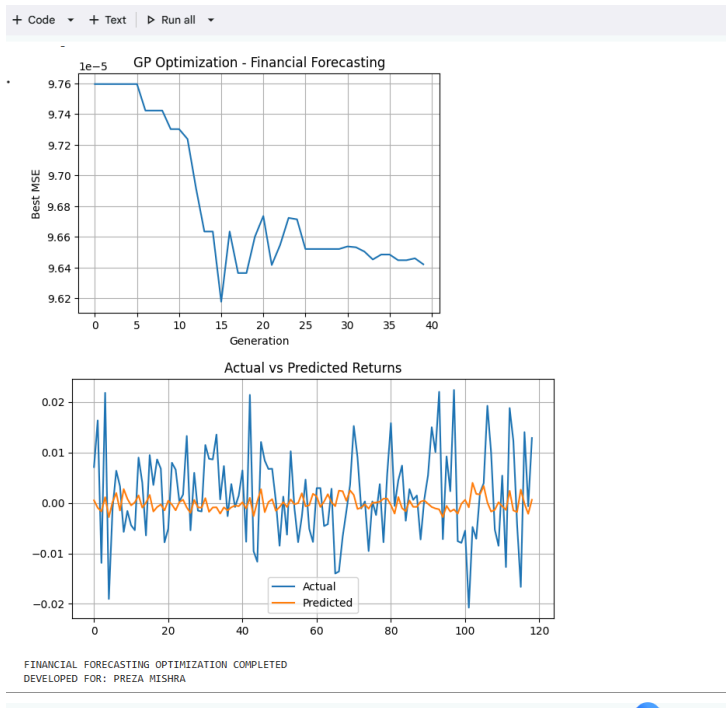 + Code + Text Run all
GP Optimization - Financial Forecasting
1e−5
9.76
9.74
9.72
9.70
9.68
9.66
9.64
9.62
Best MSE
0 5 10 15 20 25 30 35 40
Generation
Actual vs Predicted Returns
0.02
0.01
0.00
−0.01
−0.02
Actual
Predicted
0 20 40 60 80 100 120
FINANCIAL FORECASTING OPTIMIZATION COMPLETED
DEVELOPED FOR: PREZA MISHRA